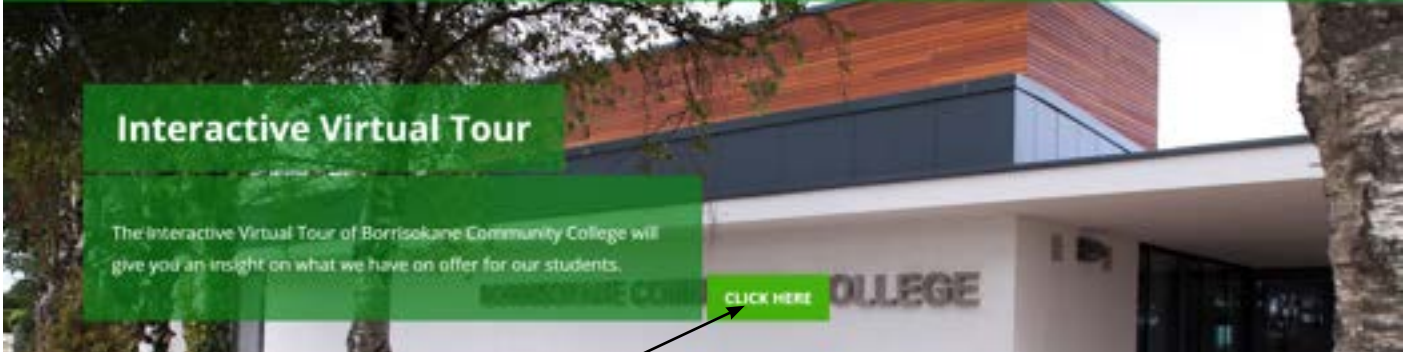 Interactive Virtual Tour
The Interactive Virtual Tour of Borrisokane Community College will
give you an insight on what we have on offer for our students.
CLICK HERE
OLLEGE